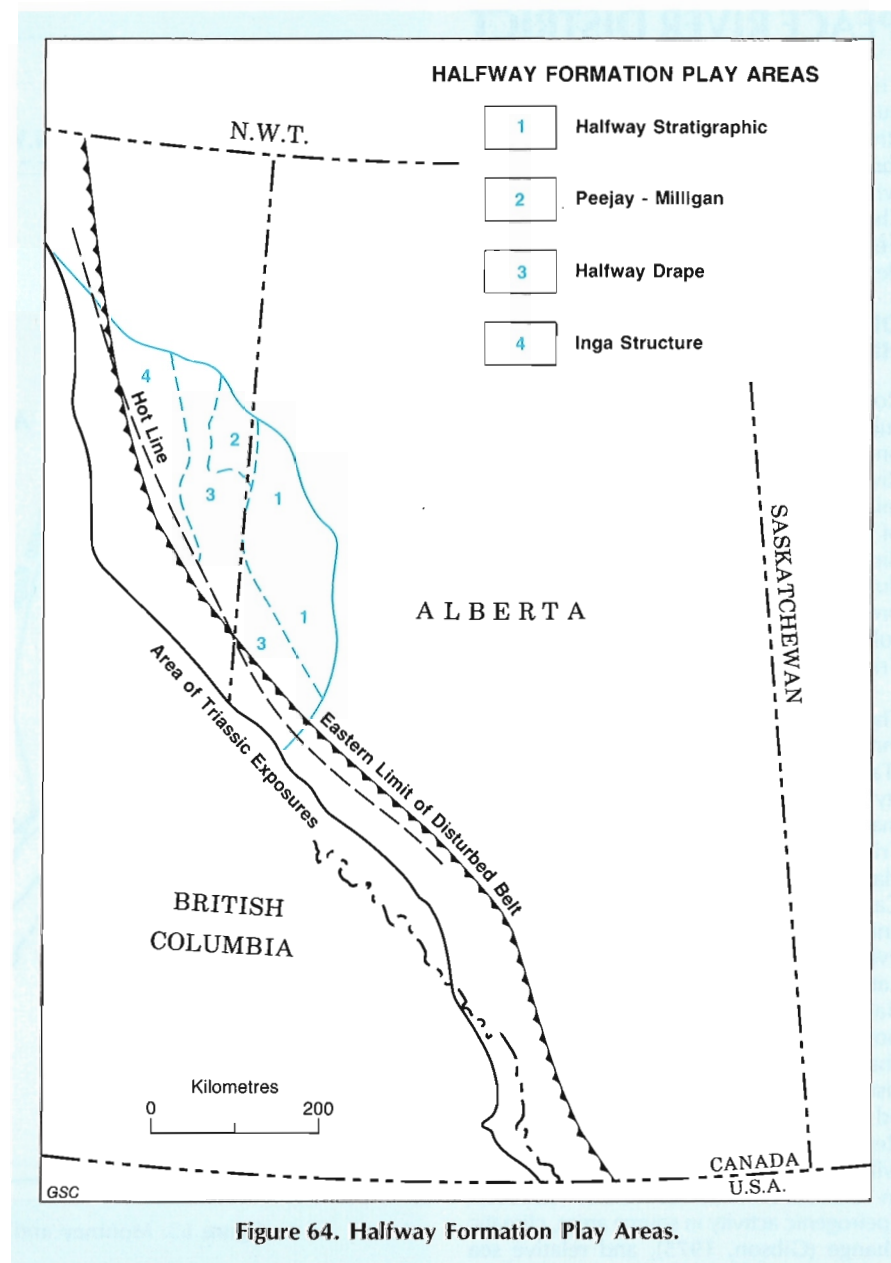 HALFWAY FORMATION PLAY AREAS
1 Halfway Stratigraphic
2 Peejay - Milligan
3 Halfway Drape
4 Inga Structure
N.W.T.
4
Hot Line
2
3
1
SASKATCHEWAN
ALBERTA
1
3
Area of Triassic Exposures
Eastern Limit of Disturbed Belt
BRITISH
COLUMBIA
Kilometres
0 200
CANADA
U.S.A.
GSC
Figure 64. Halfway Formation Play Areas.